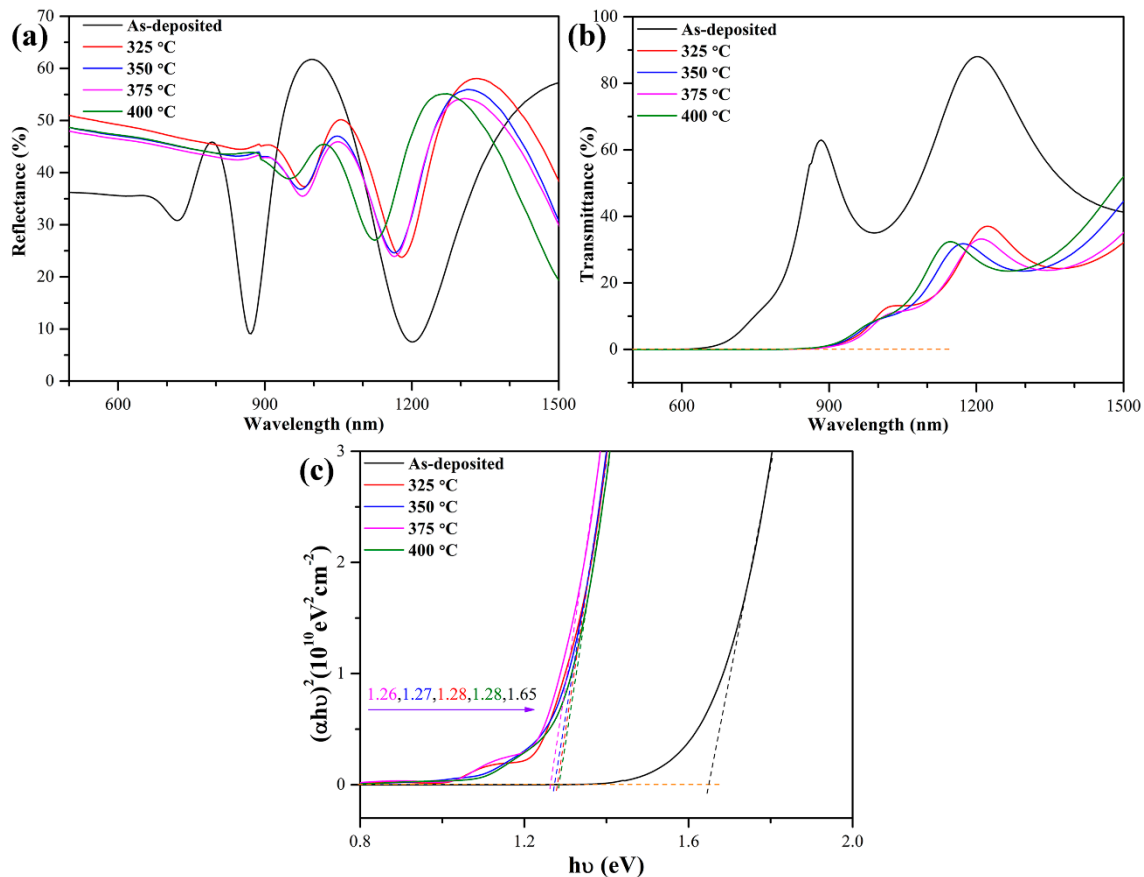 (a)
As-deposited
325 °C
350 °C
375 °C
400 °C
70
60
50
40
30
20
10
0
Reflectance (%)
600
900
1200
1500
Wavelength (nm)
(b)
As-deposited
325 °C
350 °C
375 °C
400 °C
100
80
60
40
20
0
Transmittance (%)
600
900
1200
1500
Wavelength (nm)
(c)
As-deposited
325 °C
350 °C
375 °C
400 °C
3
2
1
0
(αhυ)² (10¹⁰ eV² cm⁻²)
1.26,1.27,1.28,1.28,1.65
0.8
1.2
1.6
2.0
hυ (eV)